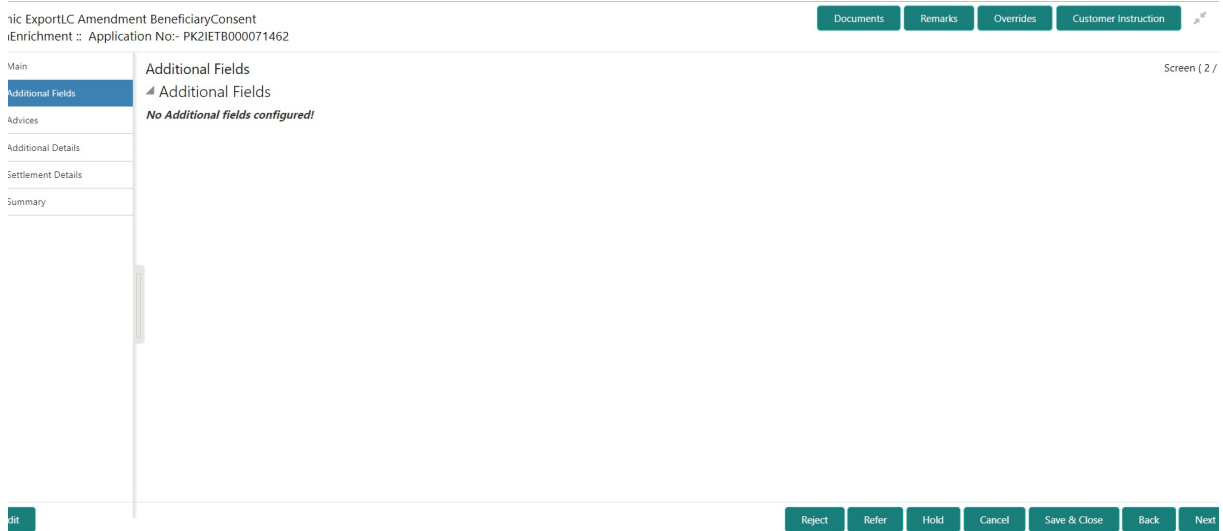 nic ExportLC Amendment BeneficiaryConsent
Enrichment :: Application No:- PK2IETB000071462
Documents
Remarks
Overrides
Customer Instruction
Main
Additional Fields
Advices
Additional Details
Settlement Details
Summary
Additional Fields
Screen ( 2 /
Additional Fields
No Additional fields configured!
dit
Reject
Refer
Hold
Cancel
Save & Close
Back
Next